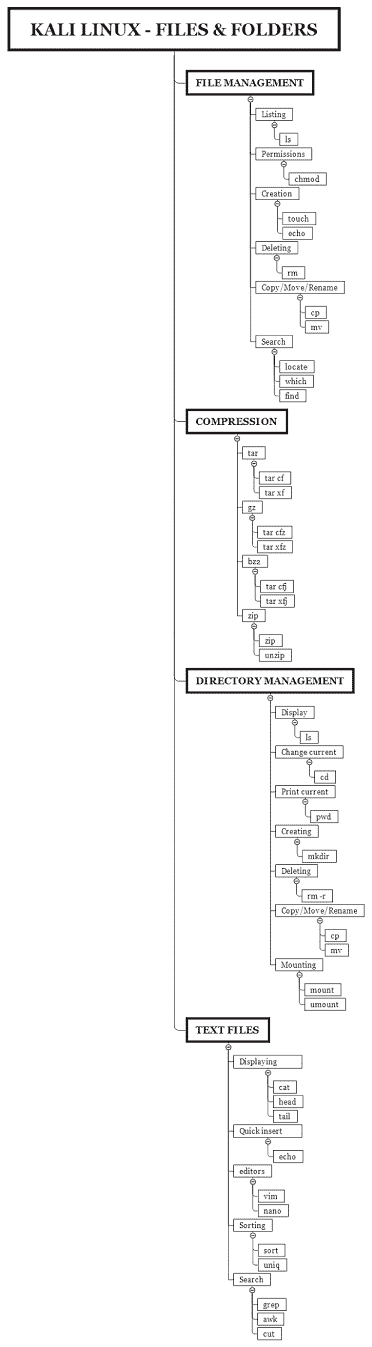 KALI LINUX - FILES & FOLDERS
FILE MANAGEMENT
Listing
ls
Permissions
chmod
Creation
touch
echo
Deleting
rm
Copy/Move/Rename
cp
mv
Search
locate
which
find
COMPRESSION
tar
tar cf
tar xf
gz
tar cfz
tar xfz
bz2
tar cfj
tar xfj
zip
zip
unzip
DIRECTORY MANAGEMENT
Display
ls
Change current
cd
Print current
pwd
Creating
mkdir
Deleting
rm -r
Copy/Move/Rename
cp
mv
Mounting
mount
umount
TEXT FILES
Displaying
cat
head
tail
Quick insert
echo
editors
vim
nano
Sorting
sort
uniq
Search
grep
awk
cut